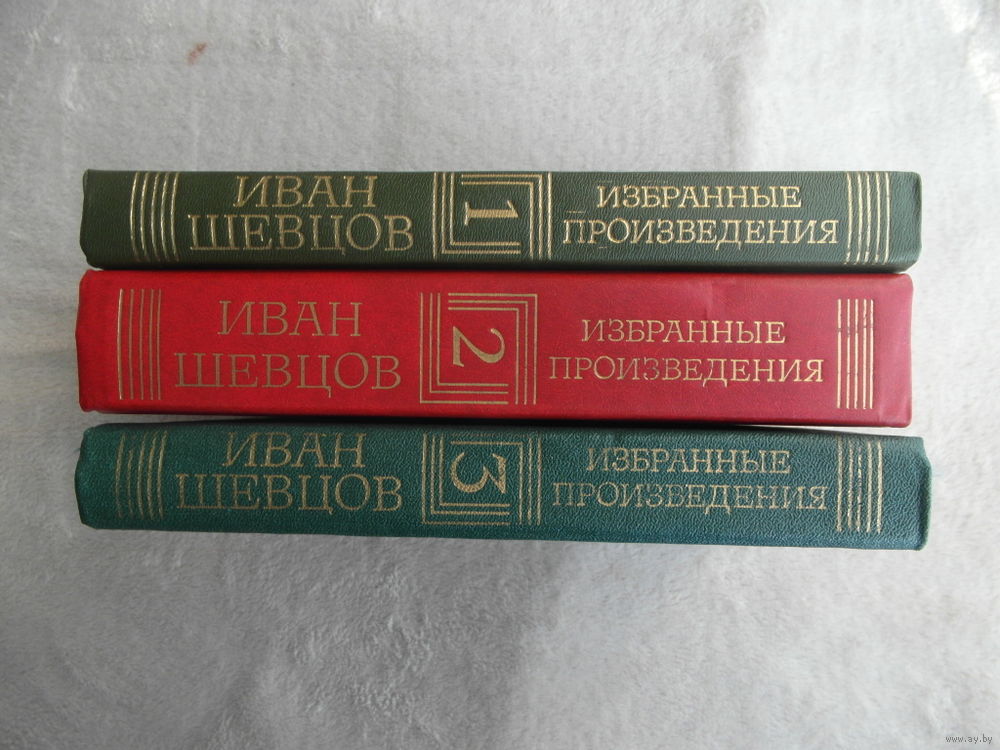 ИВАН
ШЕВЦОВ
1
ИЗБРАННЫЕ
ПРОИЗВЕДЕНИЯ
ИВАН
ШЕВЦОВ
2
ИЗБРАННЫЕ
ПРОИЗВЕДЕНИЯ
ИВАН
ШЕВЦОВ
3
ИЗБРАННЫЕ
ПРОИЗВЕДЕНИЯ
www.ay.by